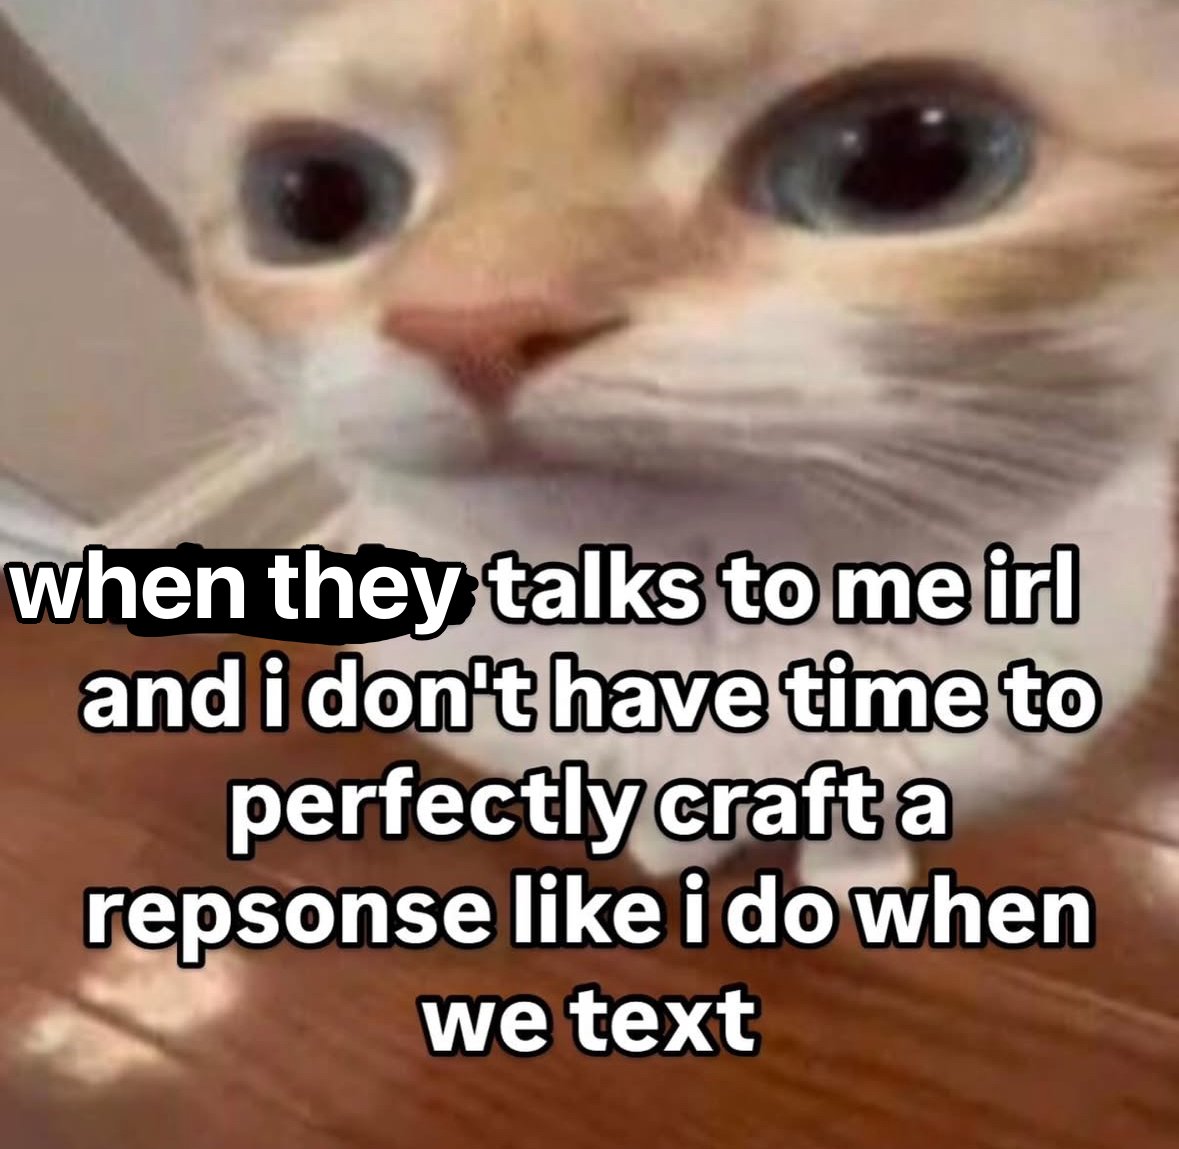 when they talks to me irl
and i don't have time to
perfectly craft a
repsonse like i do when
we text